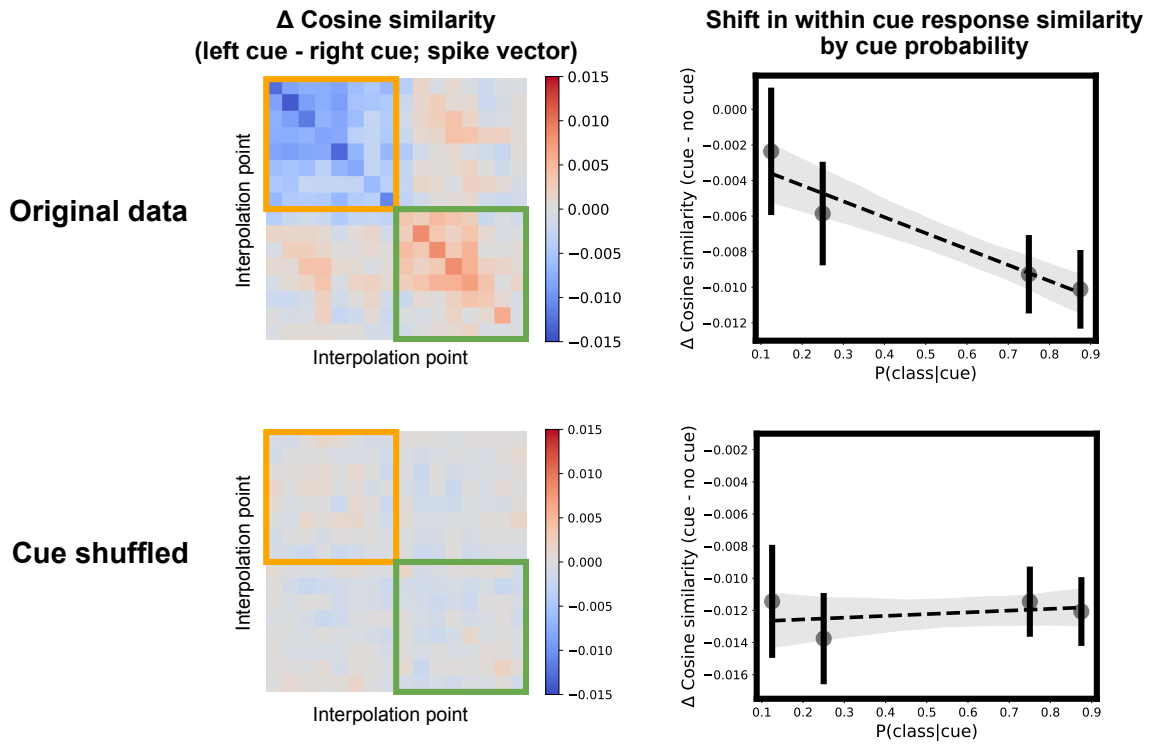 Δ Cosine similarity
(left cue - right cue; spike vector)
Shift in within cue response similarity
by cue probability
Original data
Interpolation point
Interpolation point
0.015
0.010
0.005
0.000
−0.005
−0.010
−0.015
Δ Cosine similarity (cue - no cue)
0.000
−0.002
−0.004
−0.006
−0.008
−0.010
−0.012
0.1 0.2 0.3 0.4 0.5 0.6 0.7 0.8 0.9
P(class|cue)
Cue shuffled
Interpolation point
Interpolation point
0.015
0.010
0.005
0.000
−0.005
−0.010
−0.015
Δ Cosine similarity (cue - no cue)
−0.002
−0.004
−0.006
−0.008
−0.010
−0.012
−0.014
−0.016
0.1 0.2 0.3 0.4 0.5 0.6 0.7 0.8 0.9
P(class|cue)